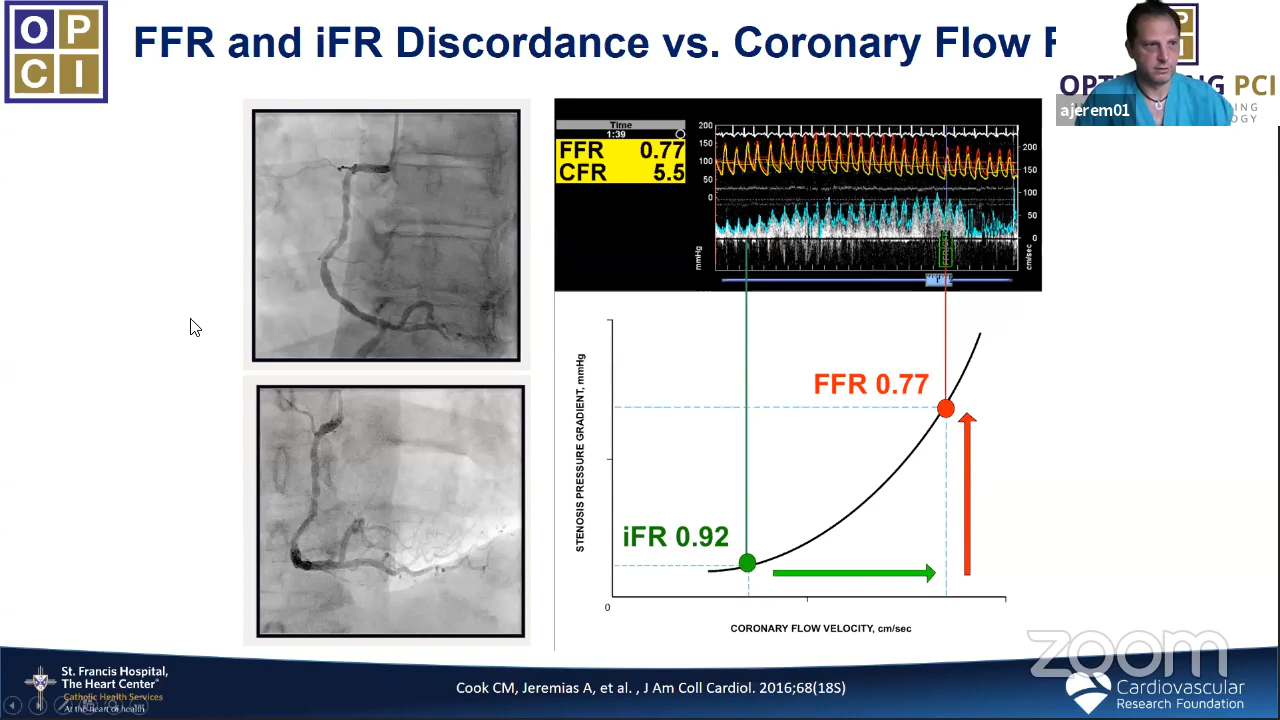 OP
CI
FFR and iFR Discordance vs. Coronary Flow
PCI
ajerem01
Time
1:39
FFR 0.77
CFR 5.5
200
150
100
50
0
mmHg
200
150
100
50
0
cm/sec
STENOSIS PRESSURE GRADIENT, mmHg
FFR 0.77
iFR 0.92
0
CORONARY FLOW VELOCITY, cm/sec
zoom
St. Francis Hospital,
The Heart Center
Catholic Health Services
At the heart of health
Cook CM, Jeremias A, et al. , J Am Coll Cardiol. 2016;68(18S)
Cardiovascular
Research Foundation